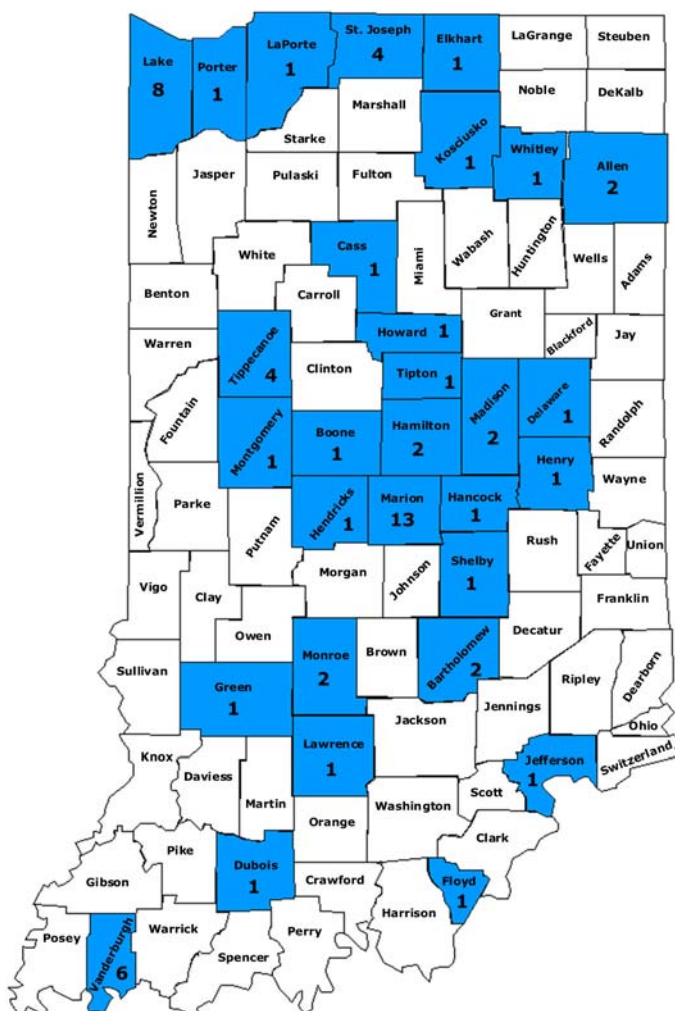 LaGrange
Steuben
St. Joseph
4
Elkhart
1
LaPorte
1
Lake
8
Porter
1
Noble
DeKalb
Marshall
Starke
Kosciusko
1
Whitley
1
Allen
2
Jasper
Pulaski
Fulton
Newton
White
Cass
1
Miami
Wabash
Huntington
Wells
Adams
Benton
Carroll
Grant
Howard 1
Blackford
Jay
Warren
Tippecanoe
4
Clinton
Tipton
1
Madison
2
Delaware
1
Randolph
Fountain
Montgomery
1
Boone
1
Hamilton
2
Henry
1
Wayne
Vermillion
Parke
Putnam
Hendricks
1
Marion
13
Hancock
1
Rush
Fayette
Union
Morgan
Johnson
Shelby
1
Vigo
Clay
Owen
Franklin
Decatur
Sullivan
Green
1
Monroe
2
Brown
Bartholomew
2
Ripley
Dearborn
Jennings
Jackson
Ohio
Switzerland
Knox
Daviess
Martin
Lawrence
1
Jefferson
1
Scott
Washington
Orange
Clark
Pike
Dubois
1
Gibson
Crawford
Floyd
1
Harrison
Posey
Vanderburgh
6
Warrick
Spencer
Perry